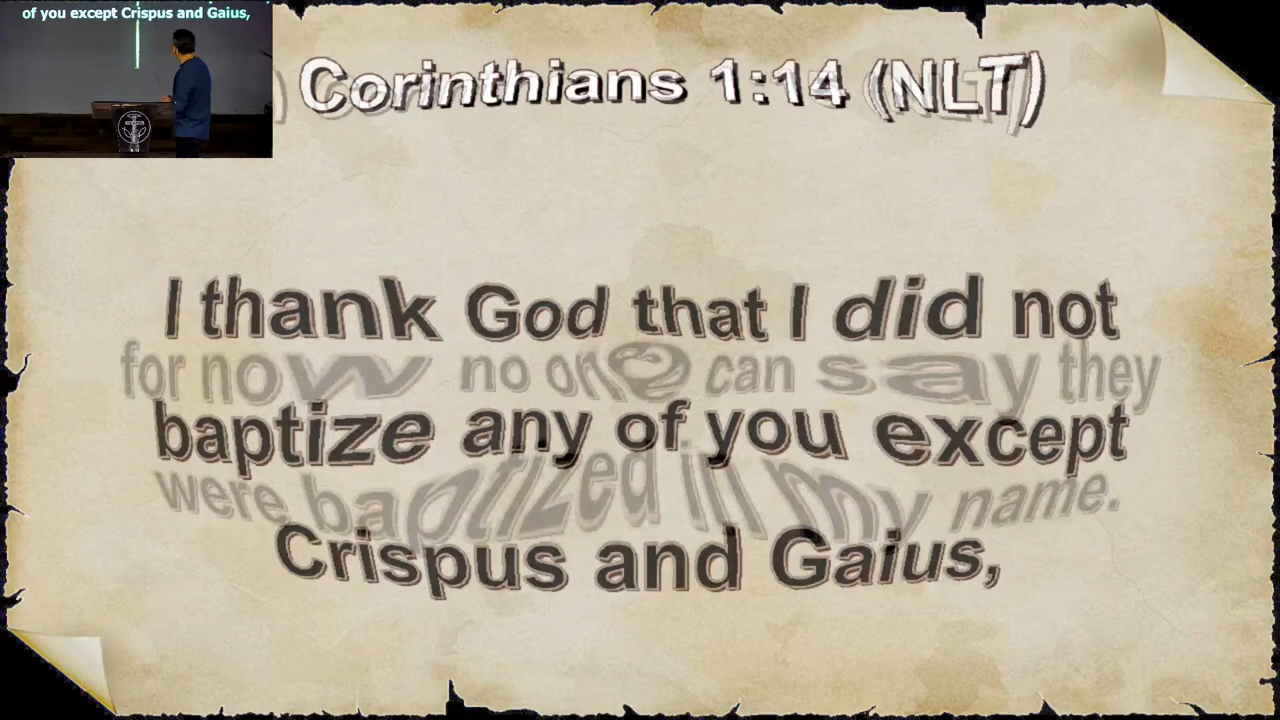 of you except Crispus and Gaius,
) Corinthians 1:14 (NLT)
I thank God that I did not
for now no one can say they
baptize any of you except
were baptized in my name.
Crispus and Gaius,